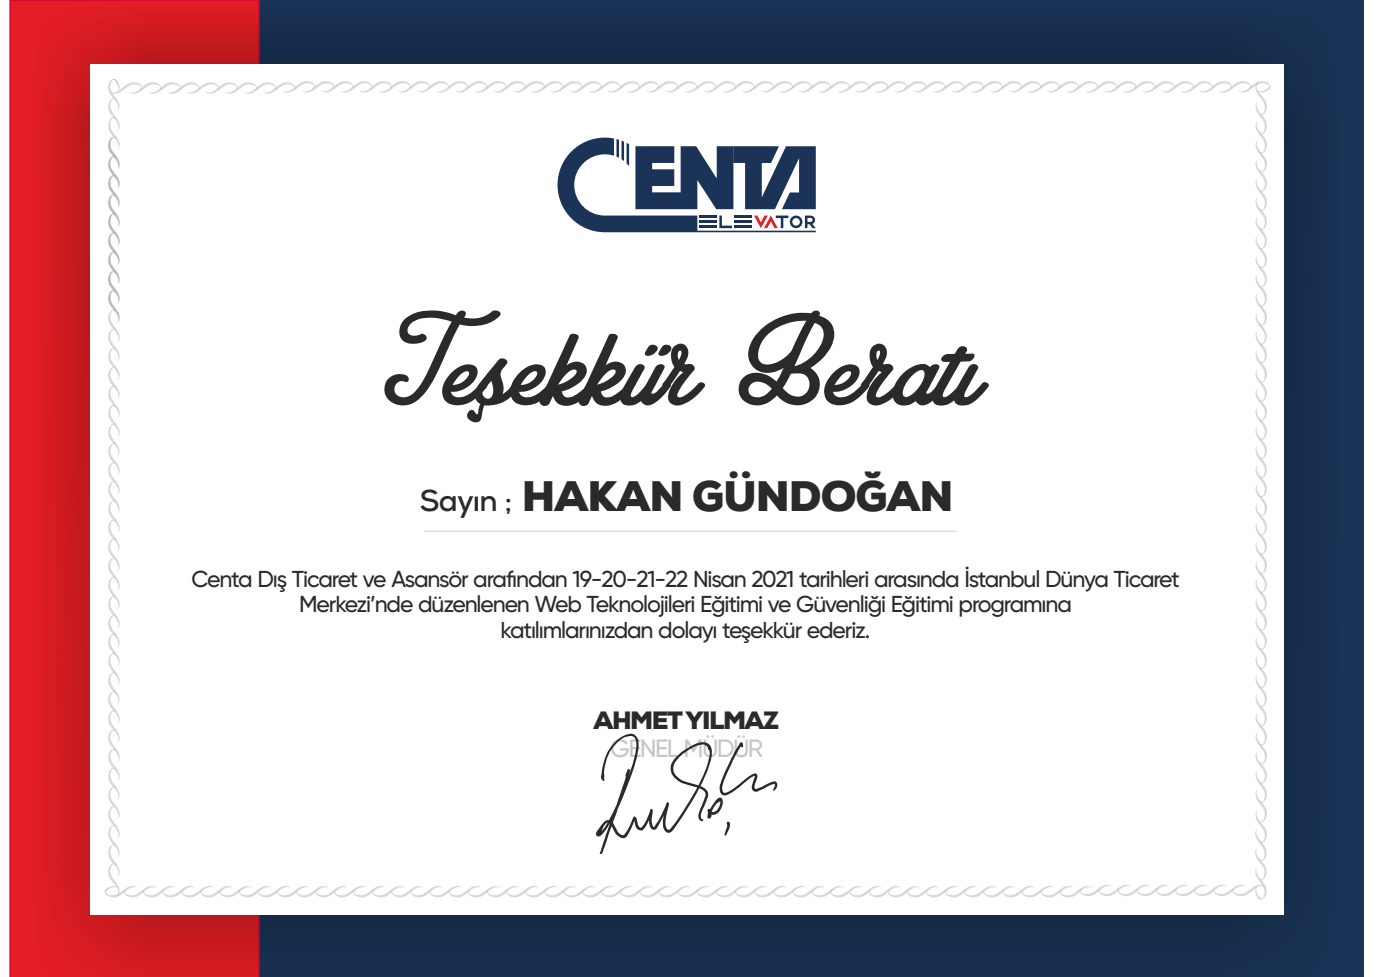 CENTA
ELEVATOR
Teşekkür Beratı
Sayın ; HAKAN GÜNDOĞAN
Centa Dış Ticaret ve Asansör arafından 19-20-21-22 Nisan 2021 tarihleri arasında İstanbul Dünya Ticaret
Merkezi'nde düzenlenen Web Teknolojileri Eğitimi ve Güvenliği Eğitimi programına
katılımlarınızdan dolayı teşekkür ederiz.
AHMET YILMAZ
GENEL MÜDÜR